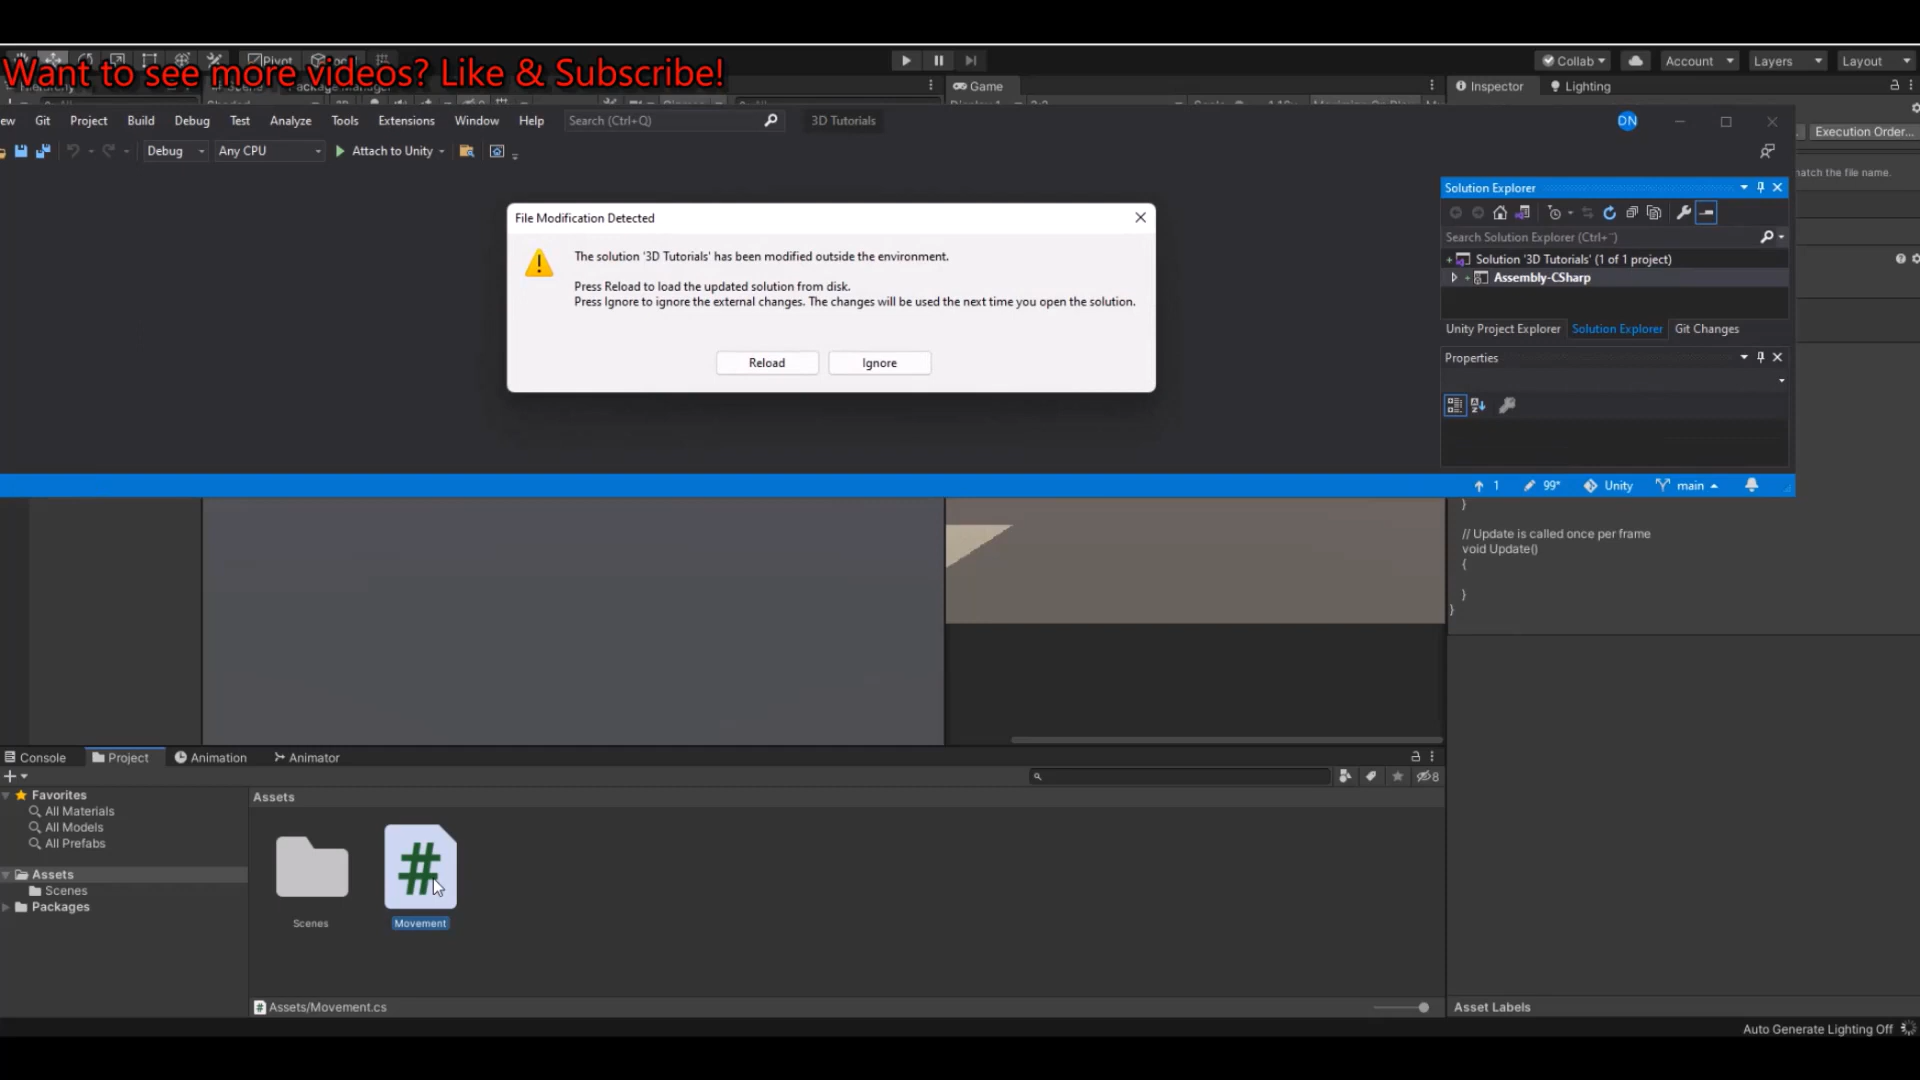 Want to see more videos? Like & Subscribe!
Pivot
Collab
Account
Layers
Layout
Game
Inspector
Lighting
ew Git Project Build Debug Test Analyze Tools Extensions Window Help Search (Ctrl+Q) 3D Tutorials
DN
Execution Order...
Debug Any CPU Attach to Unity
atch the file name.
File Modification Detected
The solution '3D Tutorials' has been modified outside the environment.
Press Reload to load the updated solution from disk.
Press Ignore to ignore the external changes. The changes will be used the next time you open the solution.
Reload
Ignore
Solution Explorer
Search Solution Explorer (Ctrl+¨)
Solution '3D Tutorials' (1 of 1 project)
Assembly-CSharp
Unity Project Explorer Solution Explorer Git Changes
Properties
1 99* Unity main
}
// Update is called once per frame
void Update()
{
}
}
Console Project Animation Animator
8
Favorites
All Materials
All Models
All Prefabs
Assets
Scenes
Packages
Assets
Scenes
Movement
Assets/Movement.cs
Asset Labels
Auto Generate Lighting Off